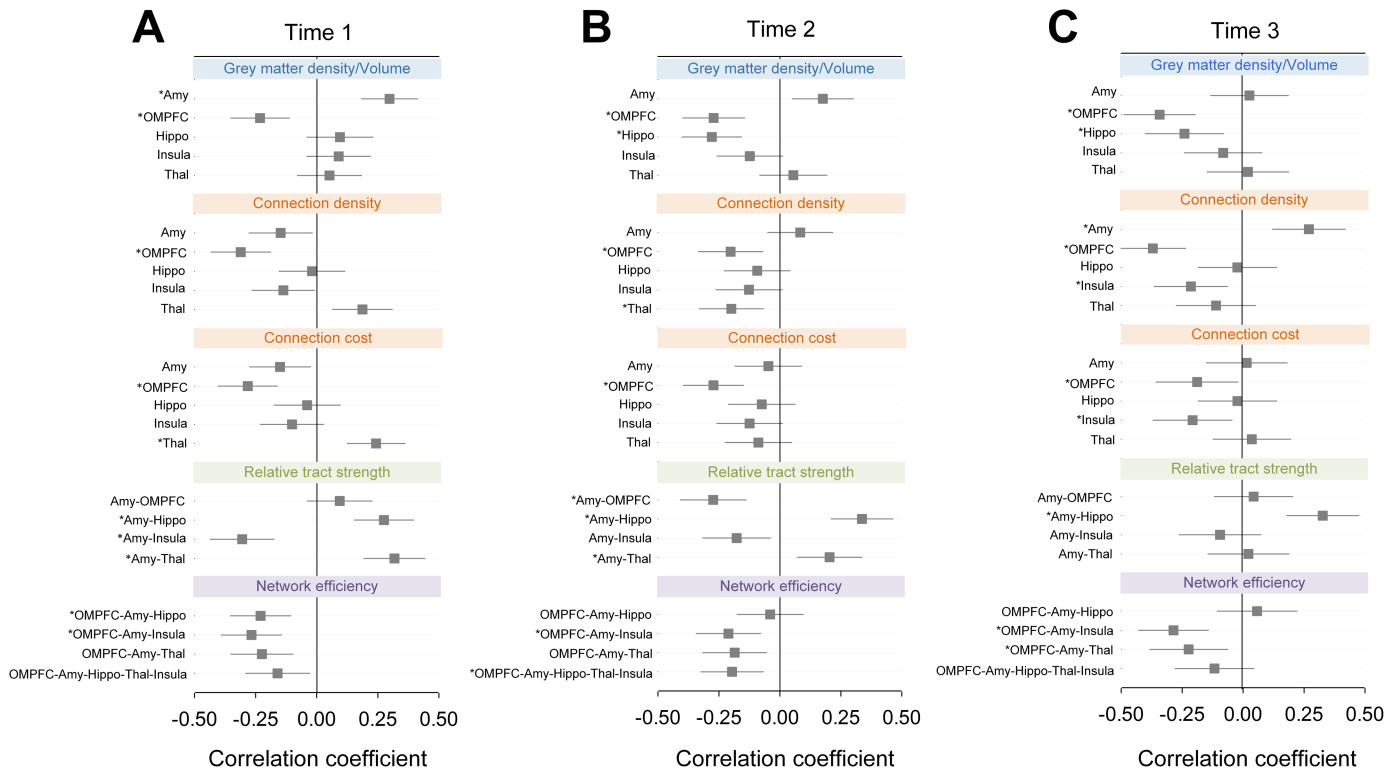 A
Time 1
Grey matter density/Volume
*Amy
*OMPFC
Hippo
Insula
Thal
Connection density
Amy
*OMPFC
Hippo
Insula
Thal
Connection cost
Amy
*OMPFC
Hippo
Insula
*Thal
Relative tract strength
Amy-OMPFC
*Amy-Hippo
*Amy-Insula
*Amy-Thal
Network efficiency
*OMPFC-Amy-Hippo
*OMPFC-Amy-Insula
OMPFC-Amy-Thal
OMPFC-Amy-Hippo-Thal-Insula
-0.50 -0.25 0.00 0.25 0.50
Correlation coefficient
B
Time 2
Grey matter density/Volume
Amy
*OMPFC
*Hippo
Insula
Thal
Connection density
Amy
*OMPFC
Hippo
Insula
*Thal
Connection cost
Amy
*OMPFC
Hippo
Insula
Thal
Relative tract strength
*Amy-OMPFC
*Amy-Hippo
Amy-Insula
*Amy-Thal
Network efficiency
OMPFC-Amy-Hippo
*OMPFC-Amy-Insula
OMPFC-Amy-Thal
*OMPFC-Amy-Hippo-Thal-Insula
-0.50 -0.25 0.00 0.25 0.50
Correlation coefficient
C
Time 3
Grey matter density/Volume
Amy
*OMPFC
*Hippo
Insula
Thal
Connection density
*Amy
*OMPFC
Hippo
*Insula
Thal
Connection cost
Amy
*OMPFC
Hippo
*Insula
Thal
Relative tract strength
Amy-OMPFC
*Amy-Hippo
Amy-Insula
Amy-Thal
Network efficiency
OMPFC-Amy-Hippo
*OMPFC-Amy-Insula
*OMPFC-Amy-Thal
OMPFC-Amy-Hippo-Thal-Insula
-0.50 -0.25 0.00 0.25 0.50
Correlation coefficient